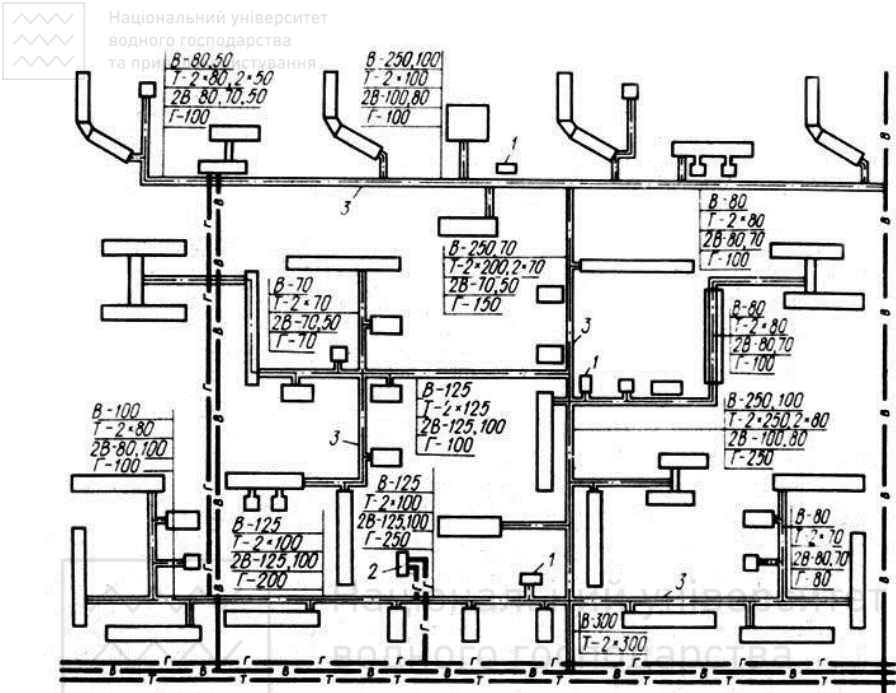 Національний університет
водного господарства
та природокористування
В-80,50
Т-2×80, 2×50
2В-80,70,50
Г-100
В-250,100
Т-2×100
2В-100,80
Г-100
1
3
В-80
Т-2×80
2В-80,70
Г-100
В-250,70
Т-2×200, 2×70
2В-70,50
Г-150
В-70
Т-2×70
2В-70,50
Г-70
В-80
Т-2×80
2В-80,70
Г-100
3
1
В-125
Т-2×125
2В-125,100
Г-100
В-250,100
Т-2×250, 2×80
2В-100,80
Г-250
В-100
Т-2×80
2В-80,100
Г-100
3
В-125
Т-2×100
2В-125,100
Г-250
В-125
Т-2×100
2В-125,100
Г-200
В-80
Т-2×70
2В-80,70
Г-80
2
1
3
Національний університет
водного господарства
В-300
Т-2×300
Г Г Г Г Г Г
В В В В В В В В
Т Т Т Т Т Т Т Т